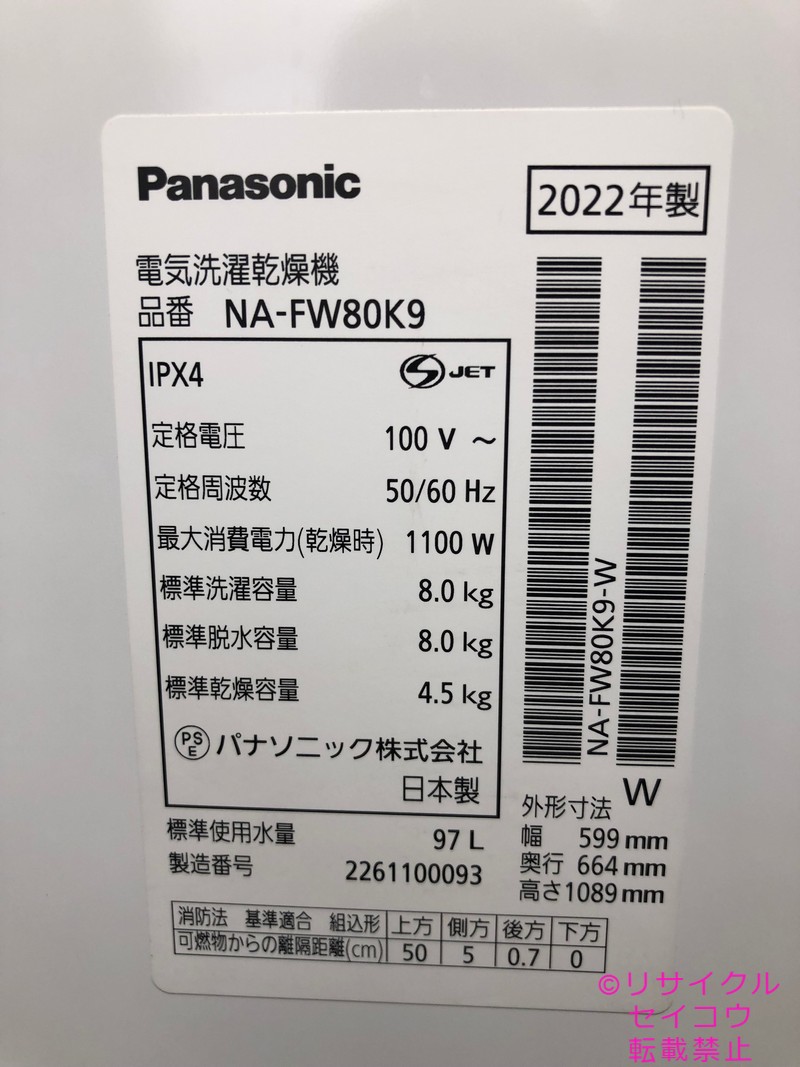 Panasonic
2022年製
電気洗濯乾燥機
品番 NA-FW80K9
IPX4
S JET
定格電圧 100 V ～
定格周波数 50/60 Hz
最大消費電力(乾燥時) 1100 W
標準洗濯容量 8.0 kg
標準脱水容量 8.0 kg
標準乾燥容量 4.5 kg
PSE パナソニック株式会社
日本製
標準使用水量 97 L
製造番号 2261100093
NA-FW80K9-W
W
外形寸法
幅 599 mm
奥行 664 mm
高さ1089 mm
消防法 基準適合 組込形 上方 側方 後方 下方
可燃物からの離隔距離(cm) 50 5 0.7 0
©リサイクル
セイコウ
転載禁止